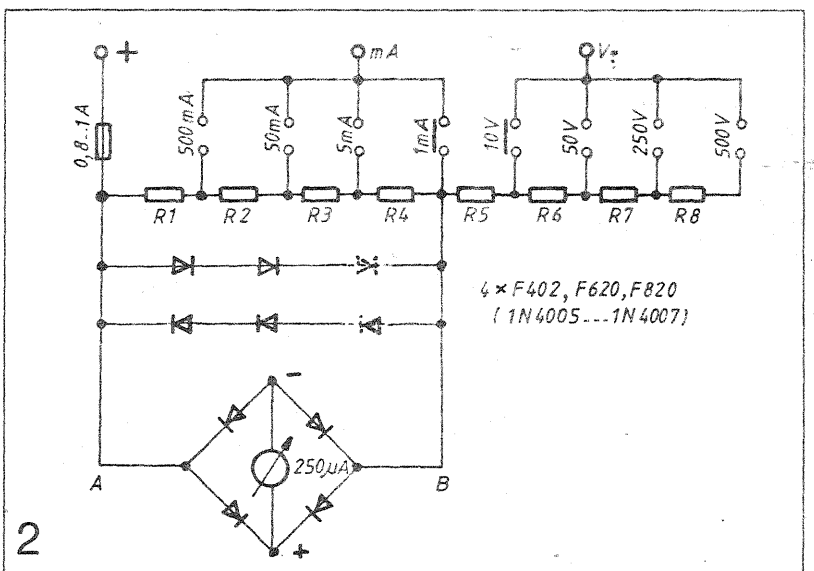 + mA V=
0,8...1A 500mA 50mA 5mA 1mA 10V 50V 250V 500V
R1 R2 R3 R4 R5 R6 R7 R8
4 × F402, F620, F820
(1N4005...1N4007)
-
250µA
A B
+
2